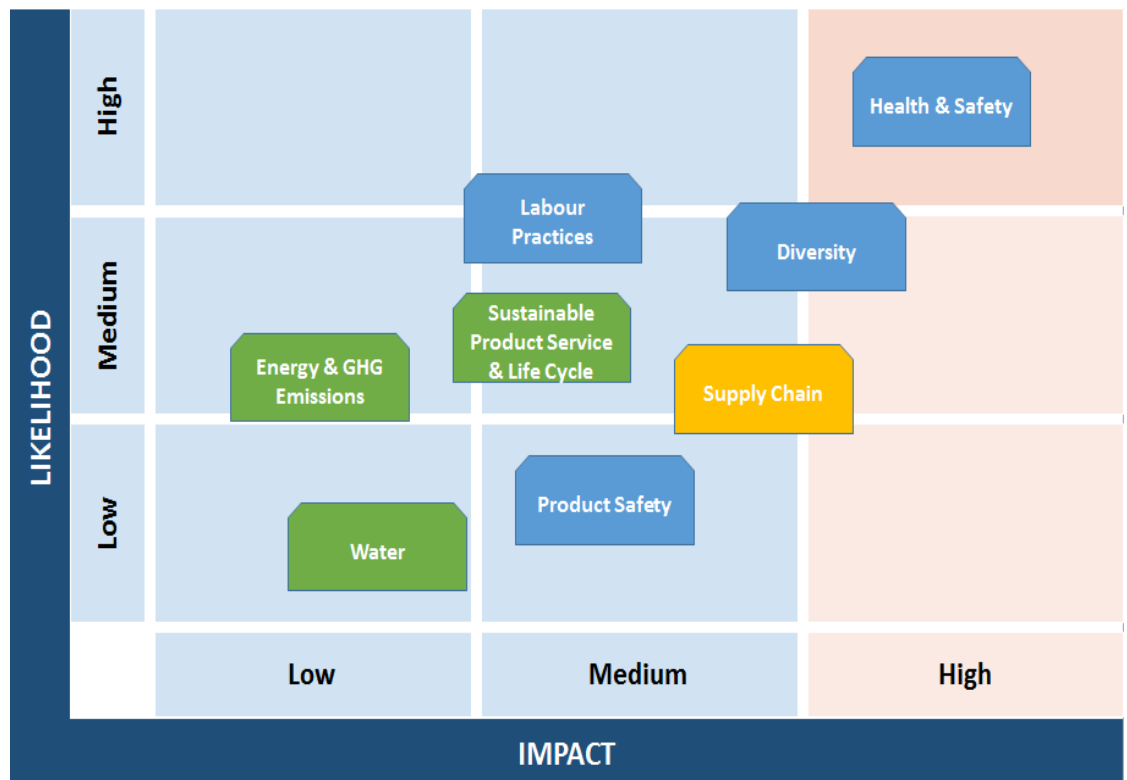 LIKELIHOOD
High
Health & Safety
Labour
Practices
Diversity
Medium
Sustainable
Product Service
& Life Cycle
Energy & GHG
Emissions
Supply Chain
Low
Product Safety
Water
Low
Medium
High
IMPACT